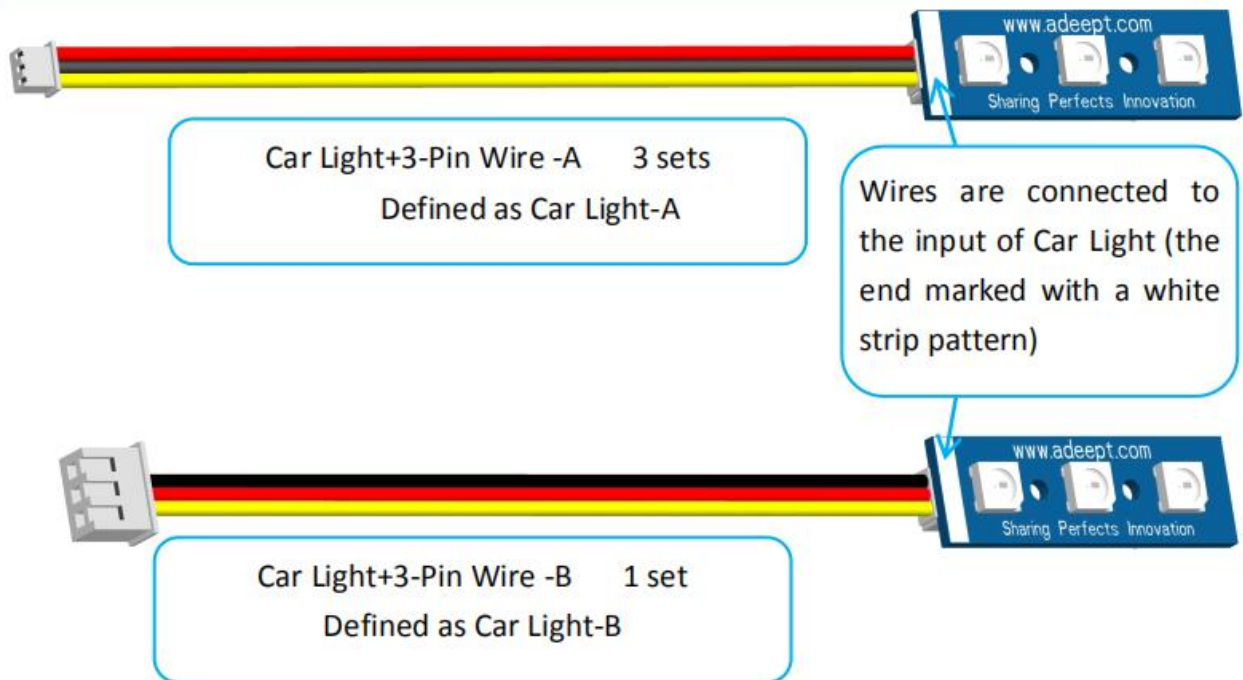 www.adeept.com
Sharing Perfects Innovation
Car Light+3-Pin Wire -A 3 sets
Defined as Car Light-A
Wires are connected to
the input of Car Light (the
end marked with a white
strip pattern)
www.adeept.com
Sharing Perfects Innovation
Car Light+3-Pin Wire -B 1 set
Defined as Car Light-B